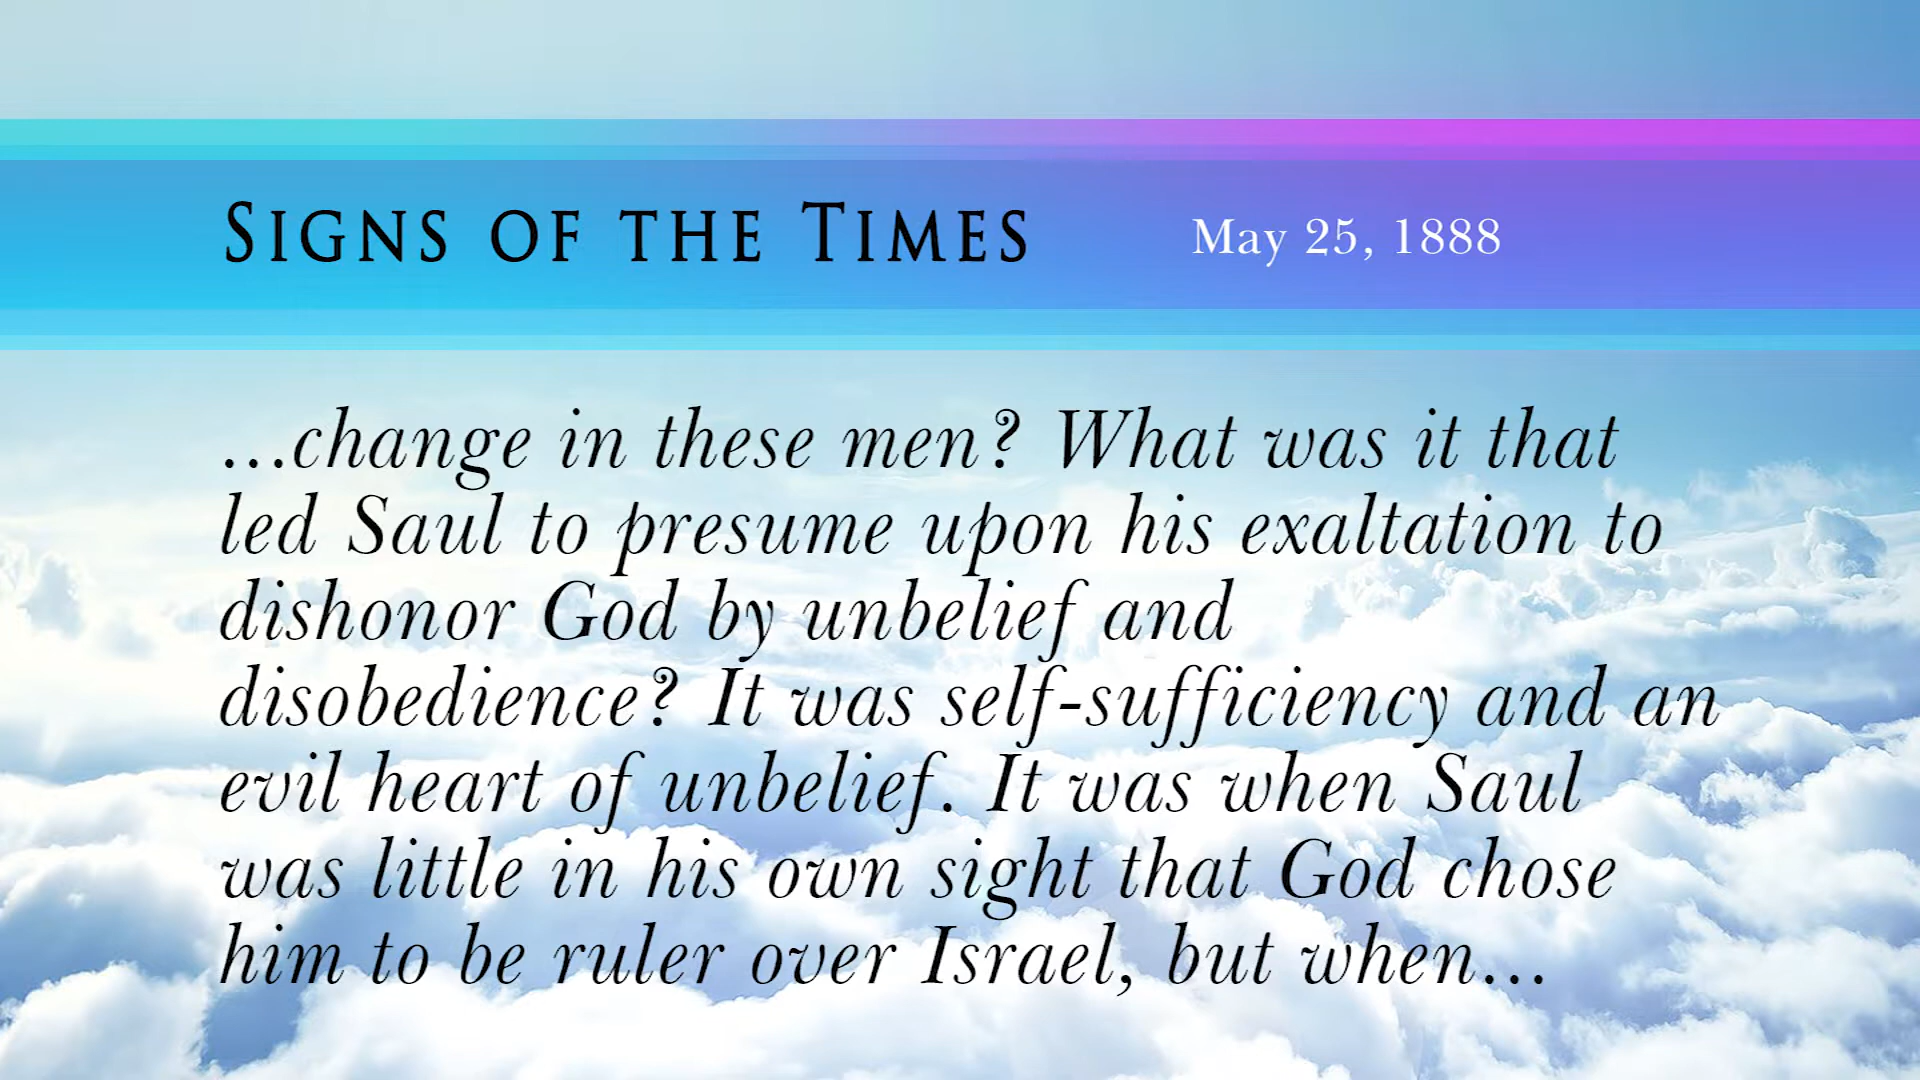 Signs of the Times
May 25, 1888
...change in these men? What was it that
led Saul to presume upon his exaltation to
dishonor God by unbelief and
disobedience? It was self-sufficiency and an
evil heart of unbelief. It was when Saul
was little in his own sight that God chose
him to be ruler over Israel, but when...